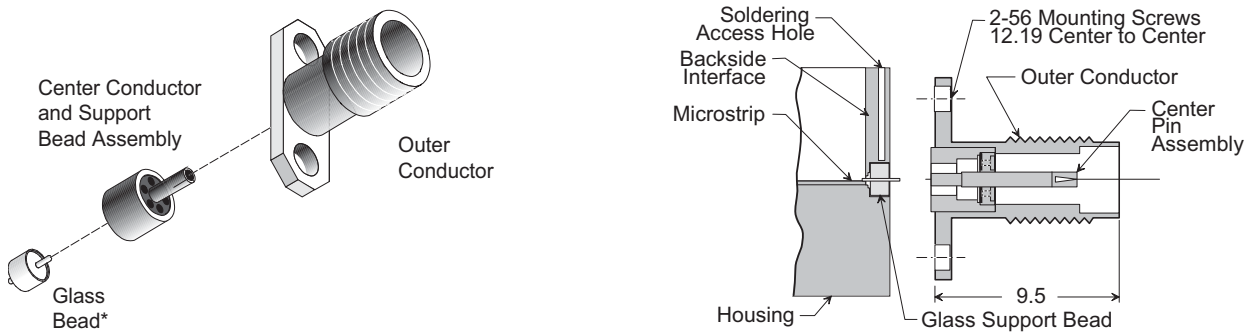 Center Conductor
and Support
Bead Assembly
Outer
Conductor
Glass
Bead*
Soldering
Access Hole
Backside
Interface
Microstrip
Housing
Glass Support Bead
2-56 Mounting Screws
12.19 Center to Center
Outer Conductor
Center
Pin
Assembly
9.5